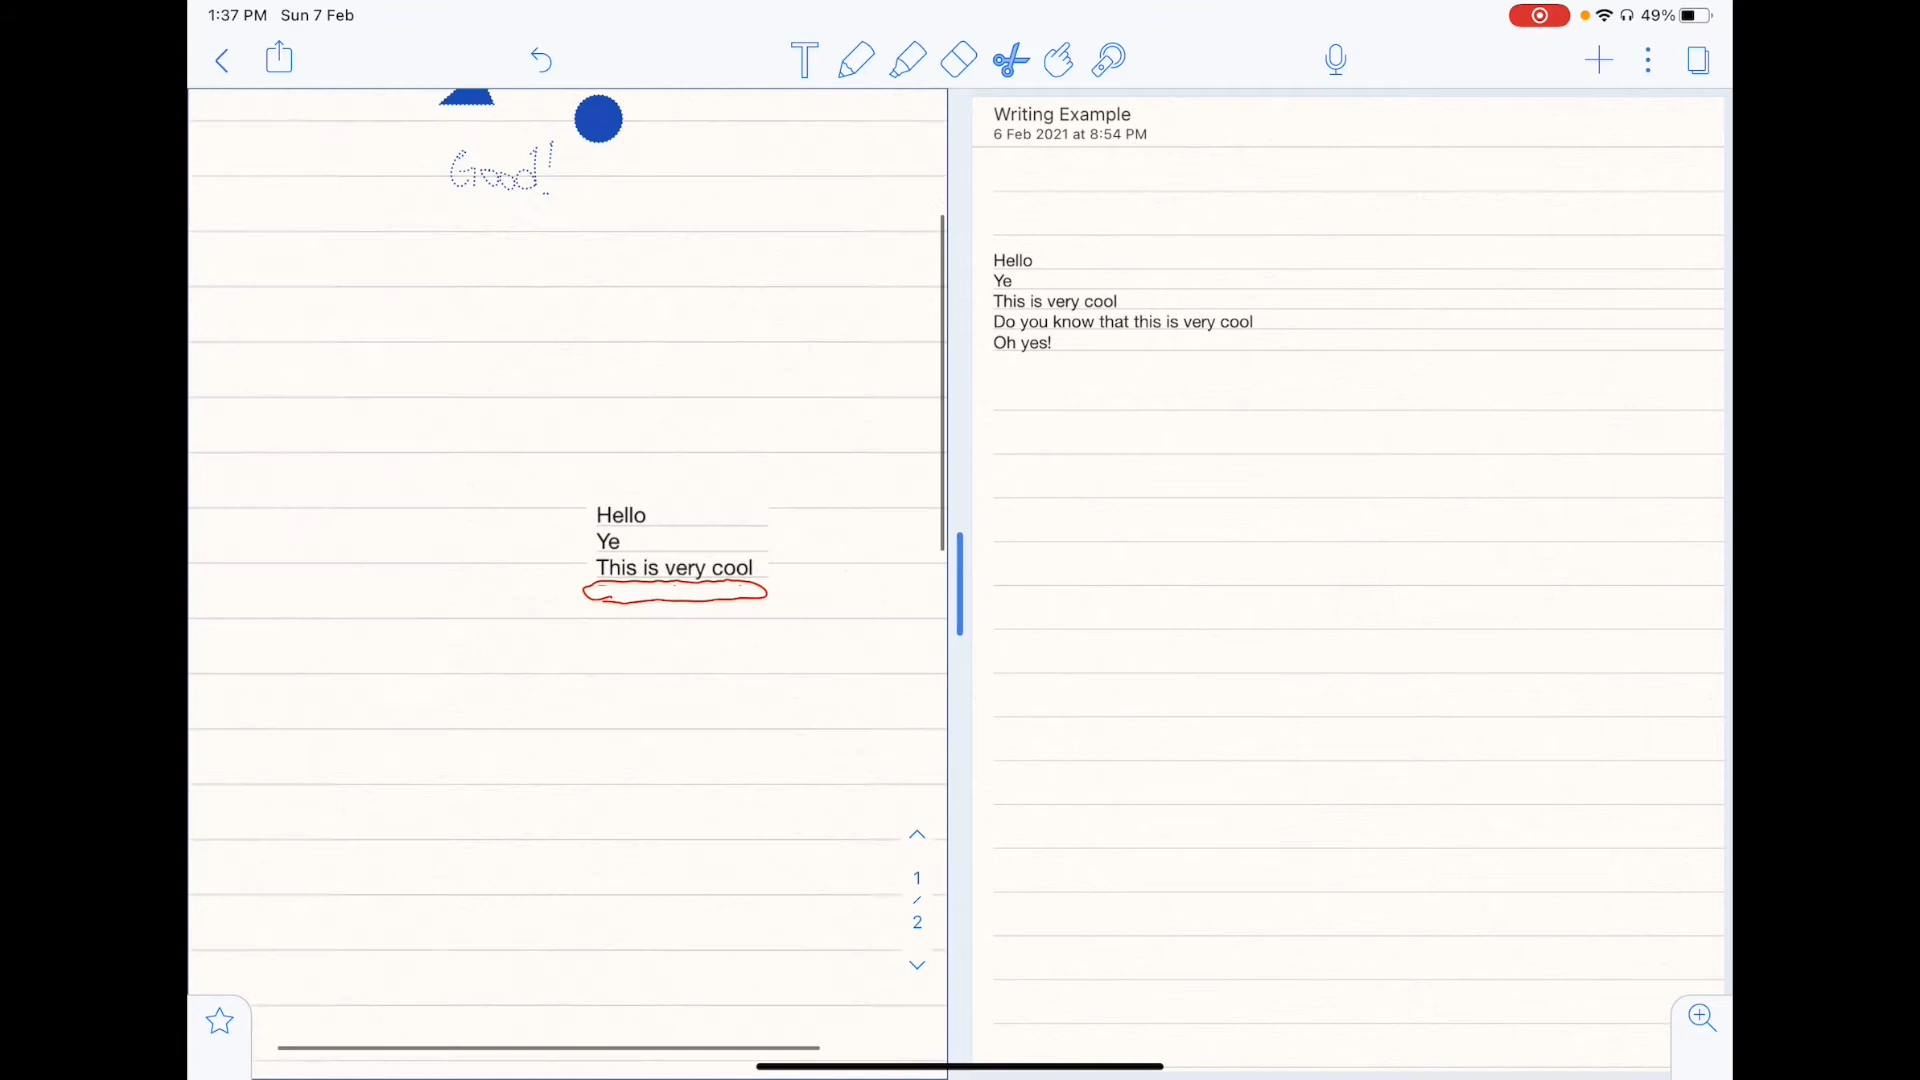 1:37 PM Sun 7 Feb
49%
Good!
Hello
Ye
This is very cool
1
/
2
Writing Example
6 Feb 2021 at 8:54 PM
Hello
Ye
This is very cool
Do you know that this is very cool
Oh yes!